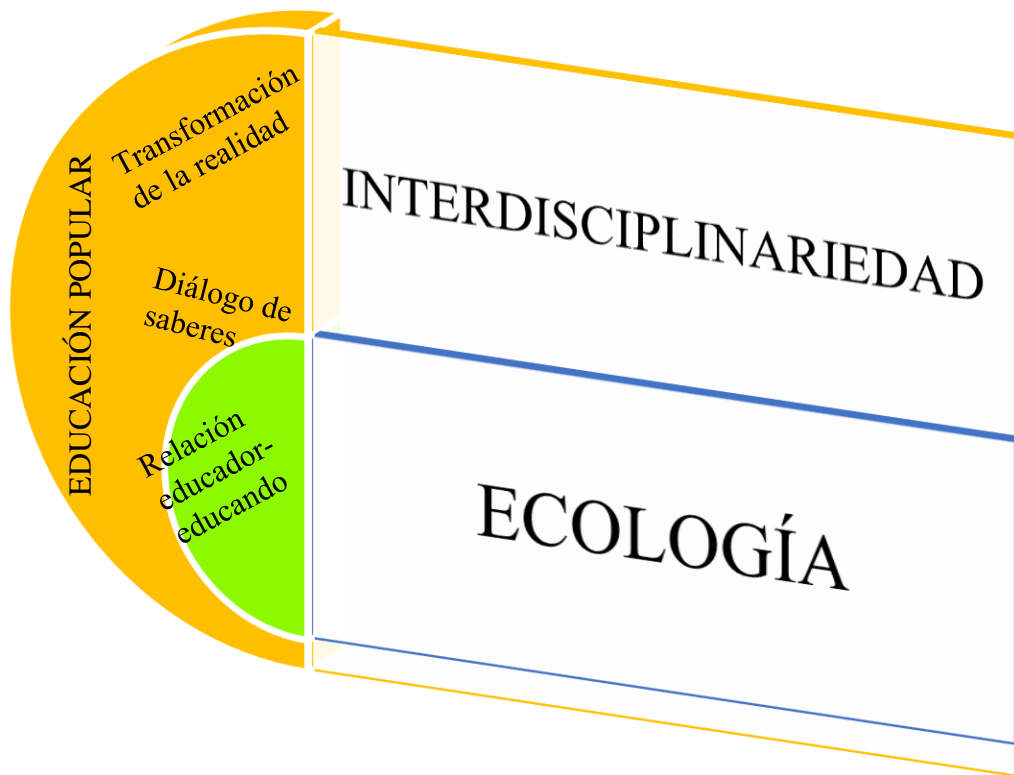 EDUCACIÓN POPULAR
Transformación
de la realidad
Diálogo de
saberes
Relación
educador-
educando
INTERDISCIPLINARIEDAD
ECOLOGÍA